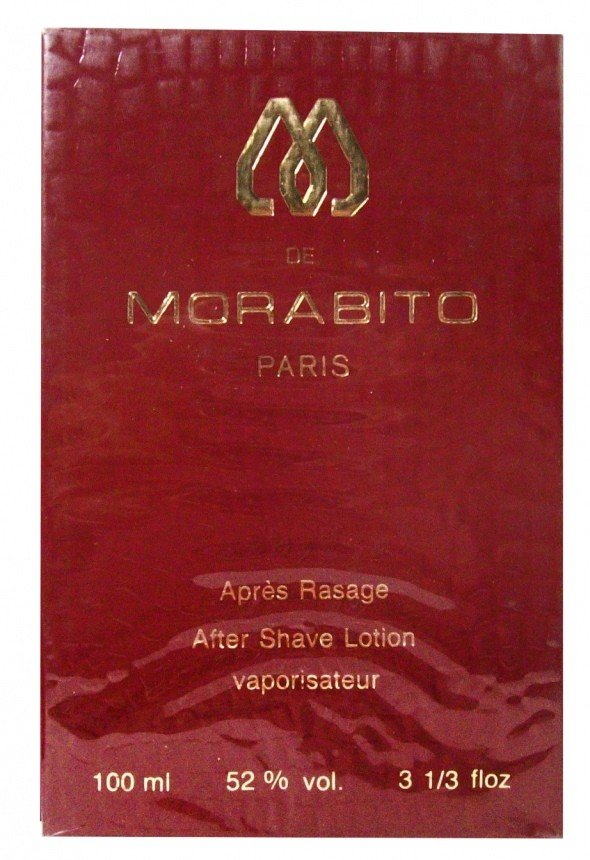 M
DE
MORABITO
PARIS
Après Rasage
After Shave Lotion
vaporisateur
100 ml 52 % vol. 3 1/3 floz